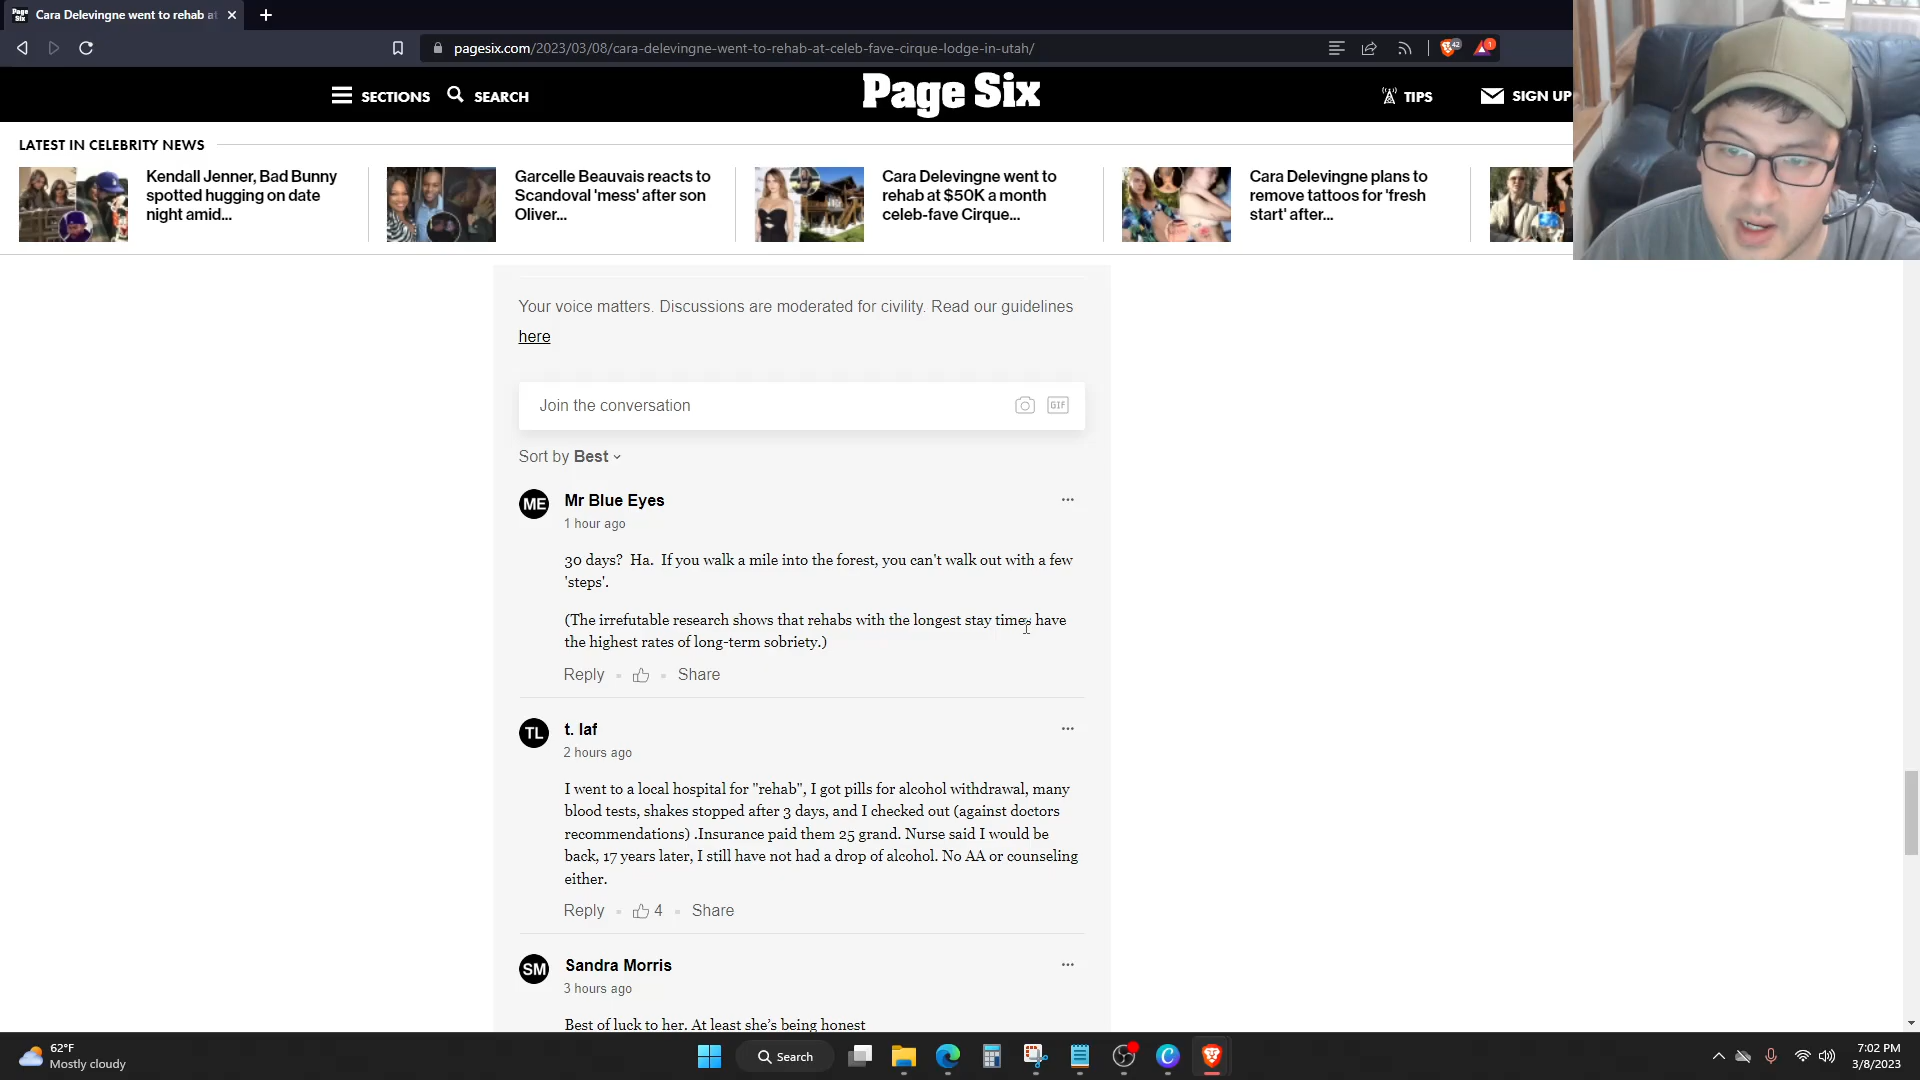 Page Six
Cara Delevingne went to rehab at
pagesix.com/2023/03/08/cara-delevingne-went-to-rehab-at-celeb-fave-cirque-lodge-in-utah/
42
1
SECTIONS
SEARCH
Page Six
TIPS
SIGN UP
LATEST IN CELEBRITY NEWS
Kendall Jenner, Bad Bunny
spotted hugging on date
night amid...
Garcelle Beauvais reacts to
Scandoval 'mess' after son
Oliver...
Cara Delevingne went to
rehab at $50K a month
celeb-fave Cirque...
Cara Delevingne plans to
remove tattoos for 'fresh
start' after...
Your voice matters. Discussions are moderated for civility. Read our guidelines
here
Join the conversation
GIF
Sort by Best
ME
Mr Blue Eyes
1 hour ago
30 days? Ha. If you walk a mile into the forest, you can't walk out with a few
'steps'.
(The irrefutable research shows that rehabs with the longest stay times have
the highest rates of long-term sobriety.)
Reply
Share
TL
t. laf
2 hours ago
I went to a local hospital for "rehab", I got pills for alcohol withdrawal, many
blood tests, shakes stopped after 3 days, and I checked out (against doctors
recommendations) .Insurance paid them 25 grand. Nurse said I would be
back, 17 years later, I still have not had a drop of alcohol. No AA or counseling
either.
Reply
4
Share
SM
Sandra Morris
3 hours ago
Best of luck to her. At least she's being honest
62°F
Mostly cloudy
Search
7:02 PM
3/8/2023